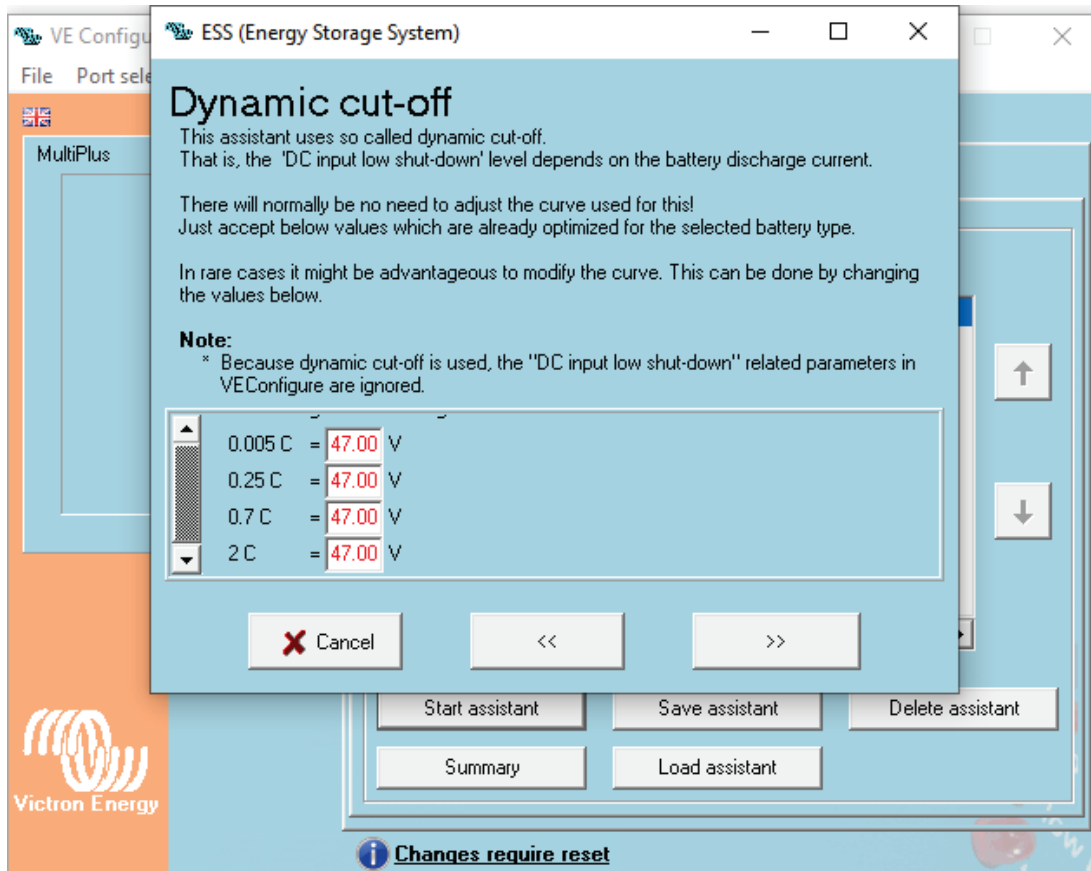 VE Configu
File Port sele
MultiPlus
ESS (Energy Storage System)
Dynamic cut-off
This assistant uses so called dynamic cut-off.
That is, the 'DC input low shut-down' level depends on the battery discharge current.
There will normally be no need to adjust the curve used for this!
Just accept below values which are already optimized for the selected battery type.
In rare cases it might be advantageous to modify the curve. This can be done by changing
the values below.
Note:
* Because dynamic cut-off is used, the "DC input low shut-down" related parameters in
VEConfigure are ignored.
0.005 C = 47.00 V
0.25 C = 47.00 V
0.7 C = 47.00 V
2 C = 47.00 V
Cancel << >>
Start assistant Save assistant Delete assistant
Summary Load assistant
Victron Energy
Changes require reset